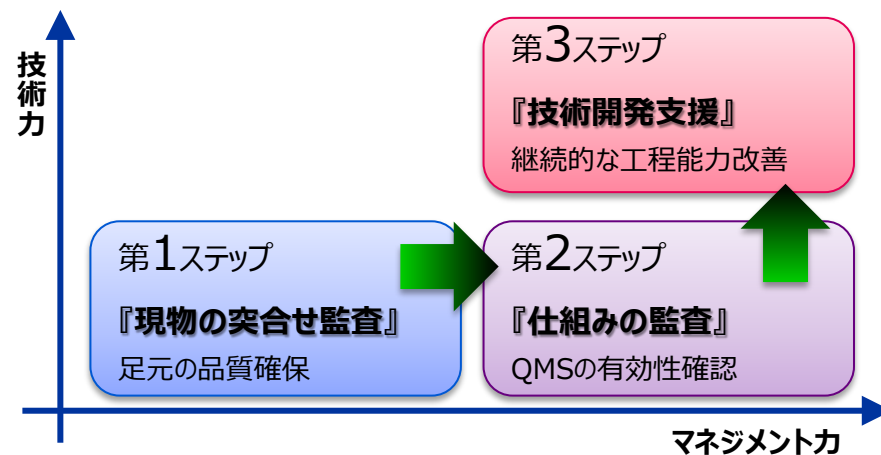 技術力
第3ステップ
『技術開発支援』
継続的な工程能力改善
第1ステップ
『現物の突合せ監査』
足元の品質確保
第2ステップ
『仕組みの監査』
QMSの有効性確認
マネジメント力